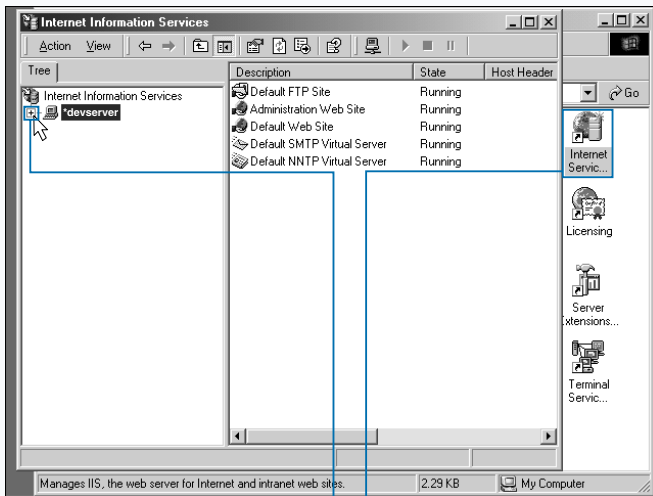 Internet Information Services
Action View
Tree
Internet Information Services
*devserver
Description State Host Header
Default FTP Site Running
Administration Web Site Running
Default Web Site Running
Default SMTP Virtual Server Running
Default NNTP Virtual Server Running
Go
Internet
Servic...
Licensing
Server
xtensions...
Terminal
Servic...
Manages IIS, the web server for Internet and intranet web sites. 2.29 KB My Computer